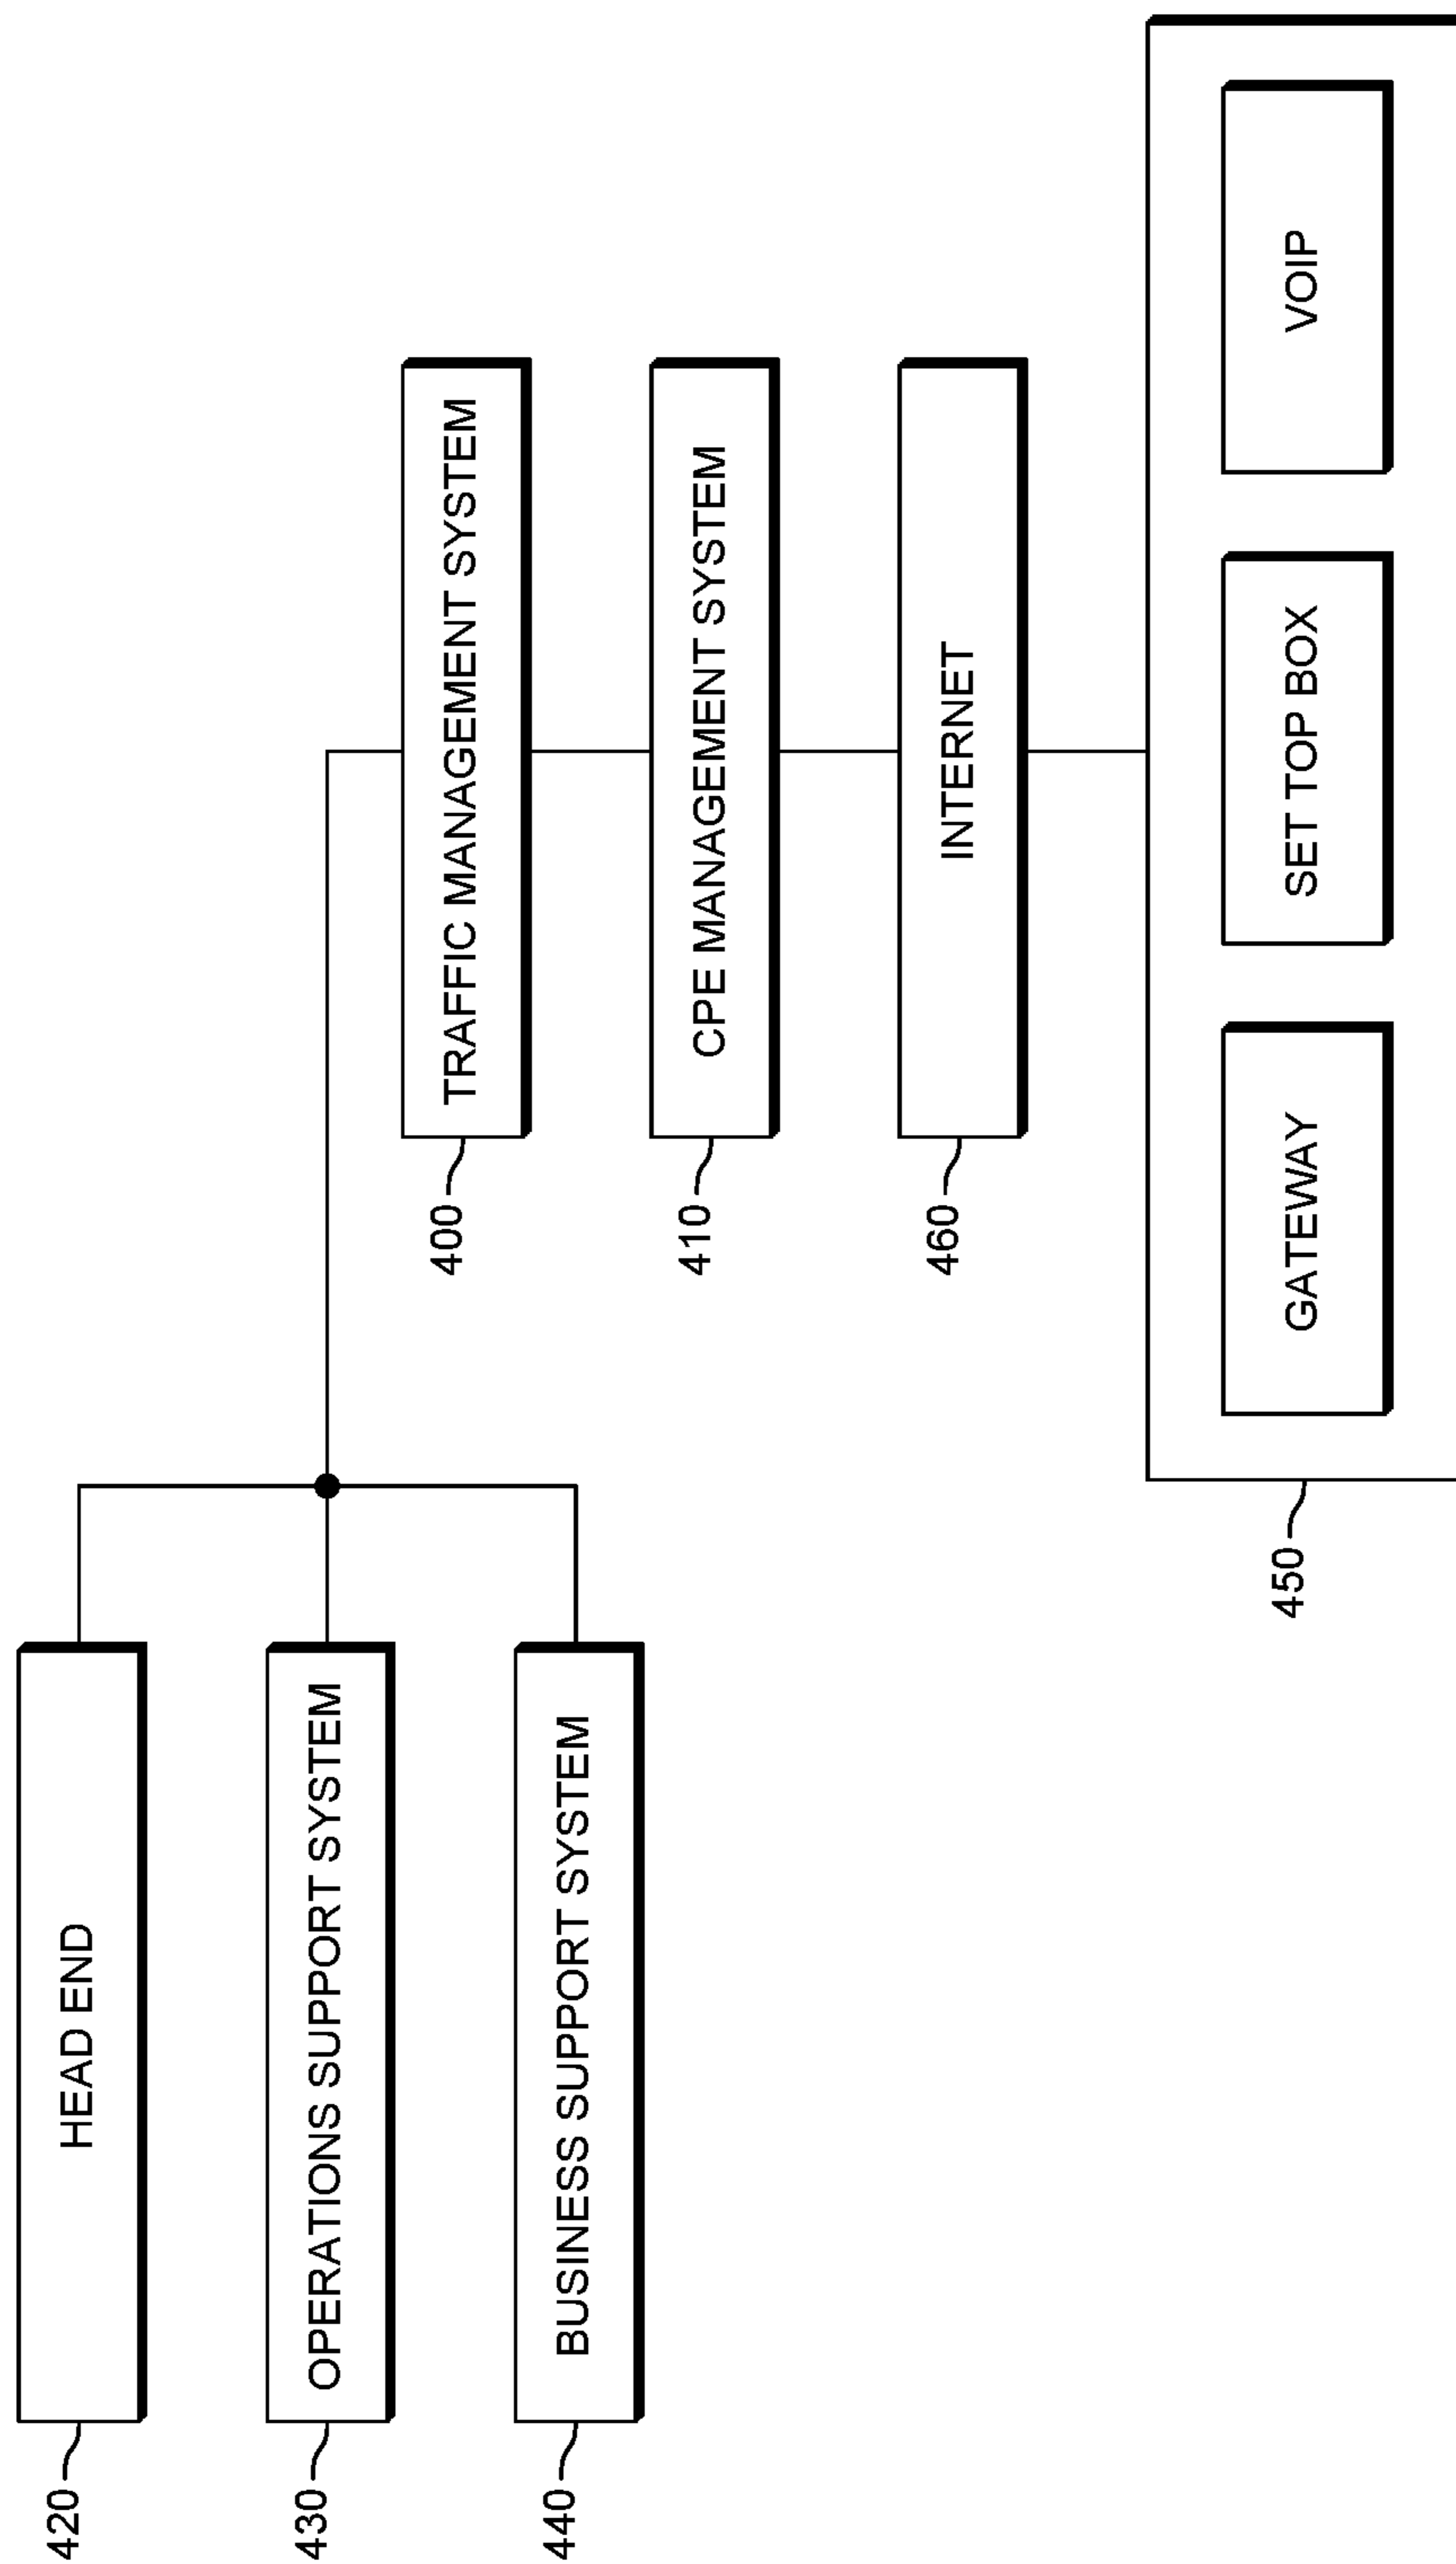 420
HEAD END
430
OPERATIONS SUPPORT SYSTEM
440
BUSINESS SUPPORT SYSTEM
400
TRAFFIC MANAGEMENT SYSTEM
410
CPE MANAGEMENT SYSTEM
460
INTERNET
450
GATEWAY
SET TOP BOX
VOIP